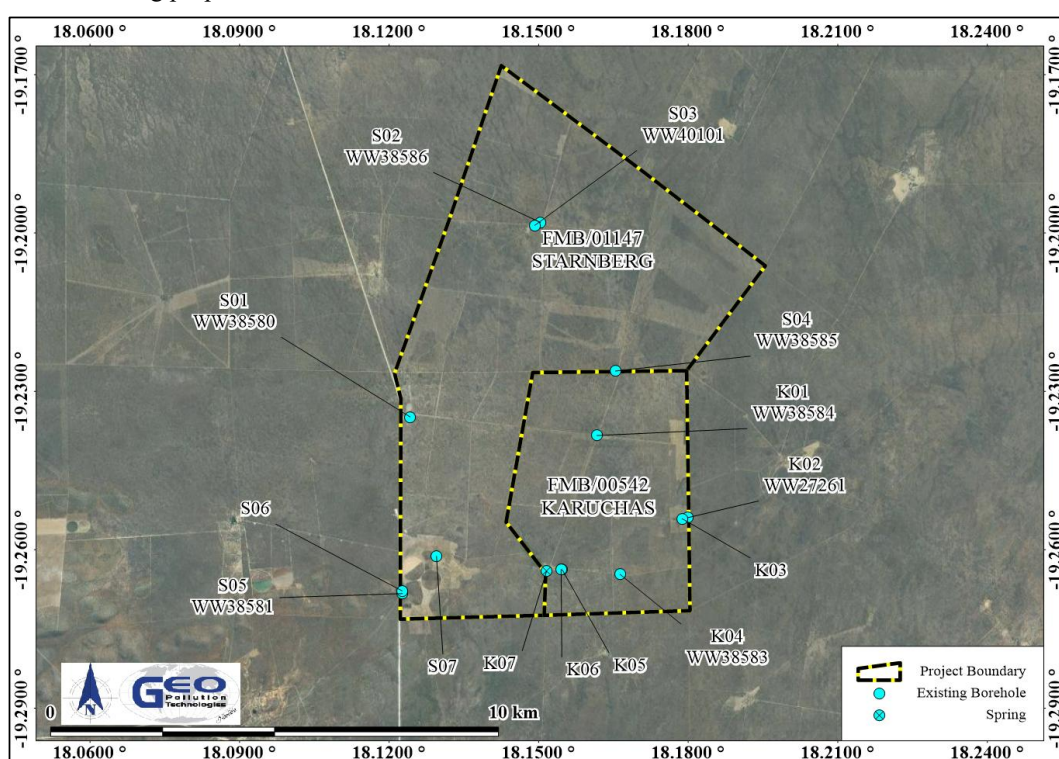 18.0600 ° 18.0900 ° 18.1200 ° 18.1500 ° 18.1800 ° 18.2100 ° 18.2400 °
-19.1700 °
-19.2000 °
-19.2300 °
-19.2600 °
-19.2900 °
S03
WW40101
S02
WW38586
FMB/01147
STARNBERG
S01
WW38580
S04
WW38585
K01
WW38584
K02
WW27261
FMB/00542
KARUCHAS
S06
K03
S05
WW38581
S07
K07
K06
K05
K04
WW38583
N
GEO
Pollution
Technologies
0 10 km
Project Boundary
Existing Borehole
Spring
-19.1700 °
-19.2000 °
-19.2300 °
-19.2600 °
-19.2900 °
18.0600 ° 18.0900 ° 18.1200 ° 18.1500 ° 18.1800 ° 18.2100 ° 18.2400 °